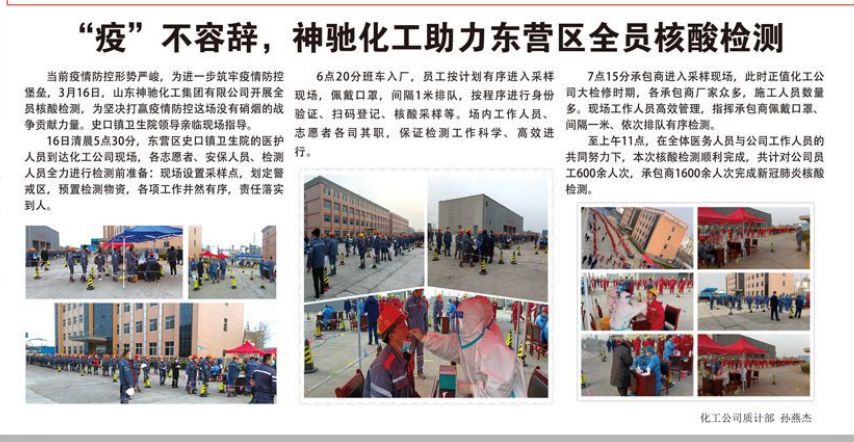 “疫”不容辞，神驰化工助力东营区全员核酸检测
当前疫情防控形势严峻，为进一步筑牢疫情防控
堡垒，3月16日，山东神驰化工集团有限公司开展全
员核酸检测，为坚决打赢疫情防控这场没有硝烟的战
争贡献力量。史口镇卫生院领导亲临现场指导。
16日清晨5点30分，东营区史口镇卫生院的医护
人员到达化工公司现场，各志愿者、安保人员、检测
人员全力进行检测前准备：现场设置采样点，划定警
戒区，预置检测物资，各项工作井然有序，责任落实
到人。
6点20分班车入厂，员工按计划有序进入采样
现场，佩戴口罩，间隔1米排队，按程序进行身份
验证、扫码登记、核酸采样等。场内工作人员、
志愿者各司其职，保证检测工作科学、高效进
行。
7点15分承包商进入采样现场，此时正值化工公
司大检修时期，各承包商厂家众多，施工人员数量
多。现场工作人员高效管理，指挥承包商佩戴口罩、
间隔一米、依次排队有序检测。
至上午11点，在全体医务人员与公司工作人员的
共同努力下，本次核酸检测顺利完成，共计对公司员
工600余人次，承包商1600余人次完成新冠肺炎核酸
检测。
化工公司质计部 孙燕杰